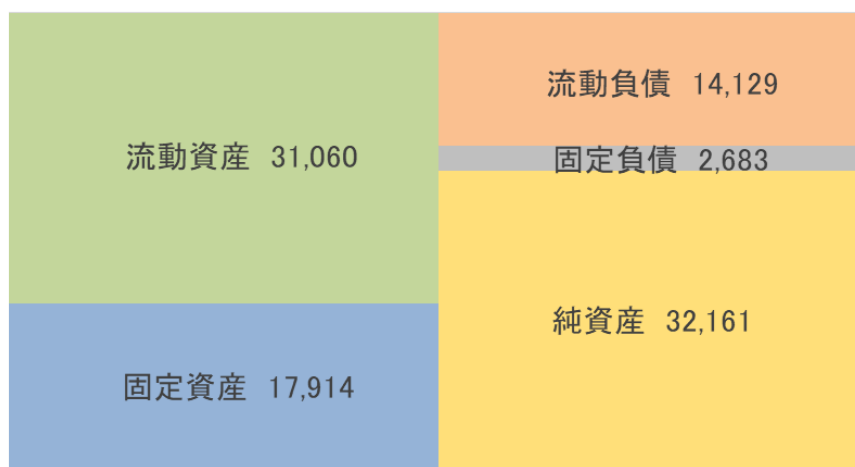 流動資産 31,060
固定資産 17,914
流動負債 14,129
固定負債 2,683
純資産 32,161